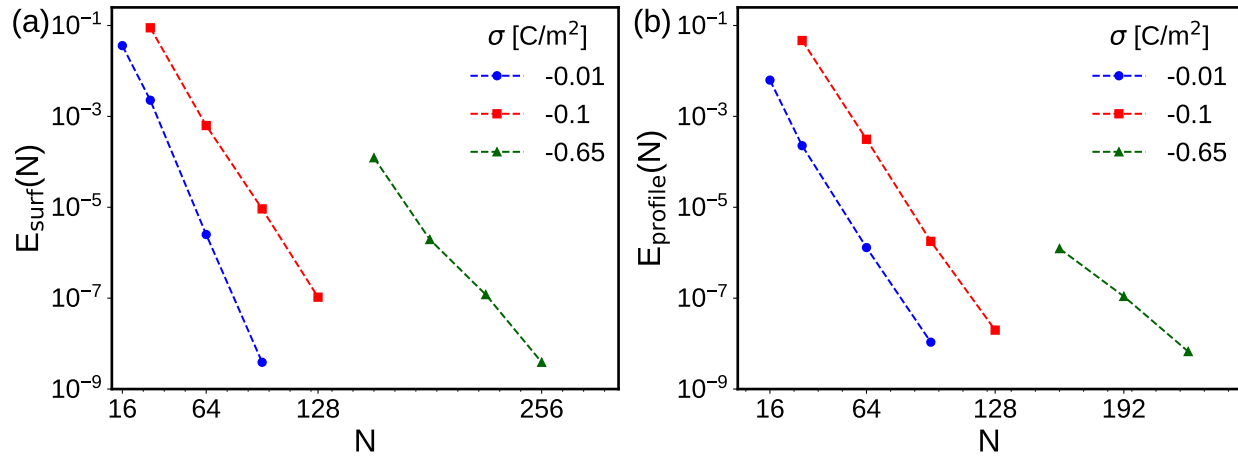 (a)
E_surf(N)
10⁻¹
10⁻³
10⁻⁵
10⁻⁷
10⁻⁹
σ [C/m²]
-0.01
-0.1
-0.65
16 64 128 256
N
(b)
E_profile(N)
10⁻¹
10⁻³
10⁻⁵
10⁻⁷
10⁻⁹
σ [C/m²]
-0.01
-0.1
-0.65
16 64 128 192
N